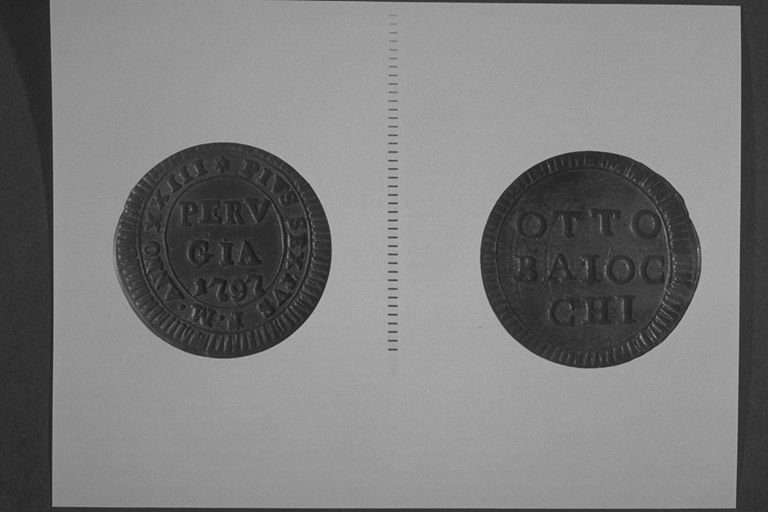 PIVS SEXTVS P. M. ANNO XXIII
PERV
GIA
1797
OTTO
BAIOC
CHI